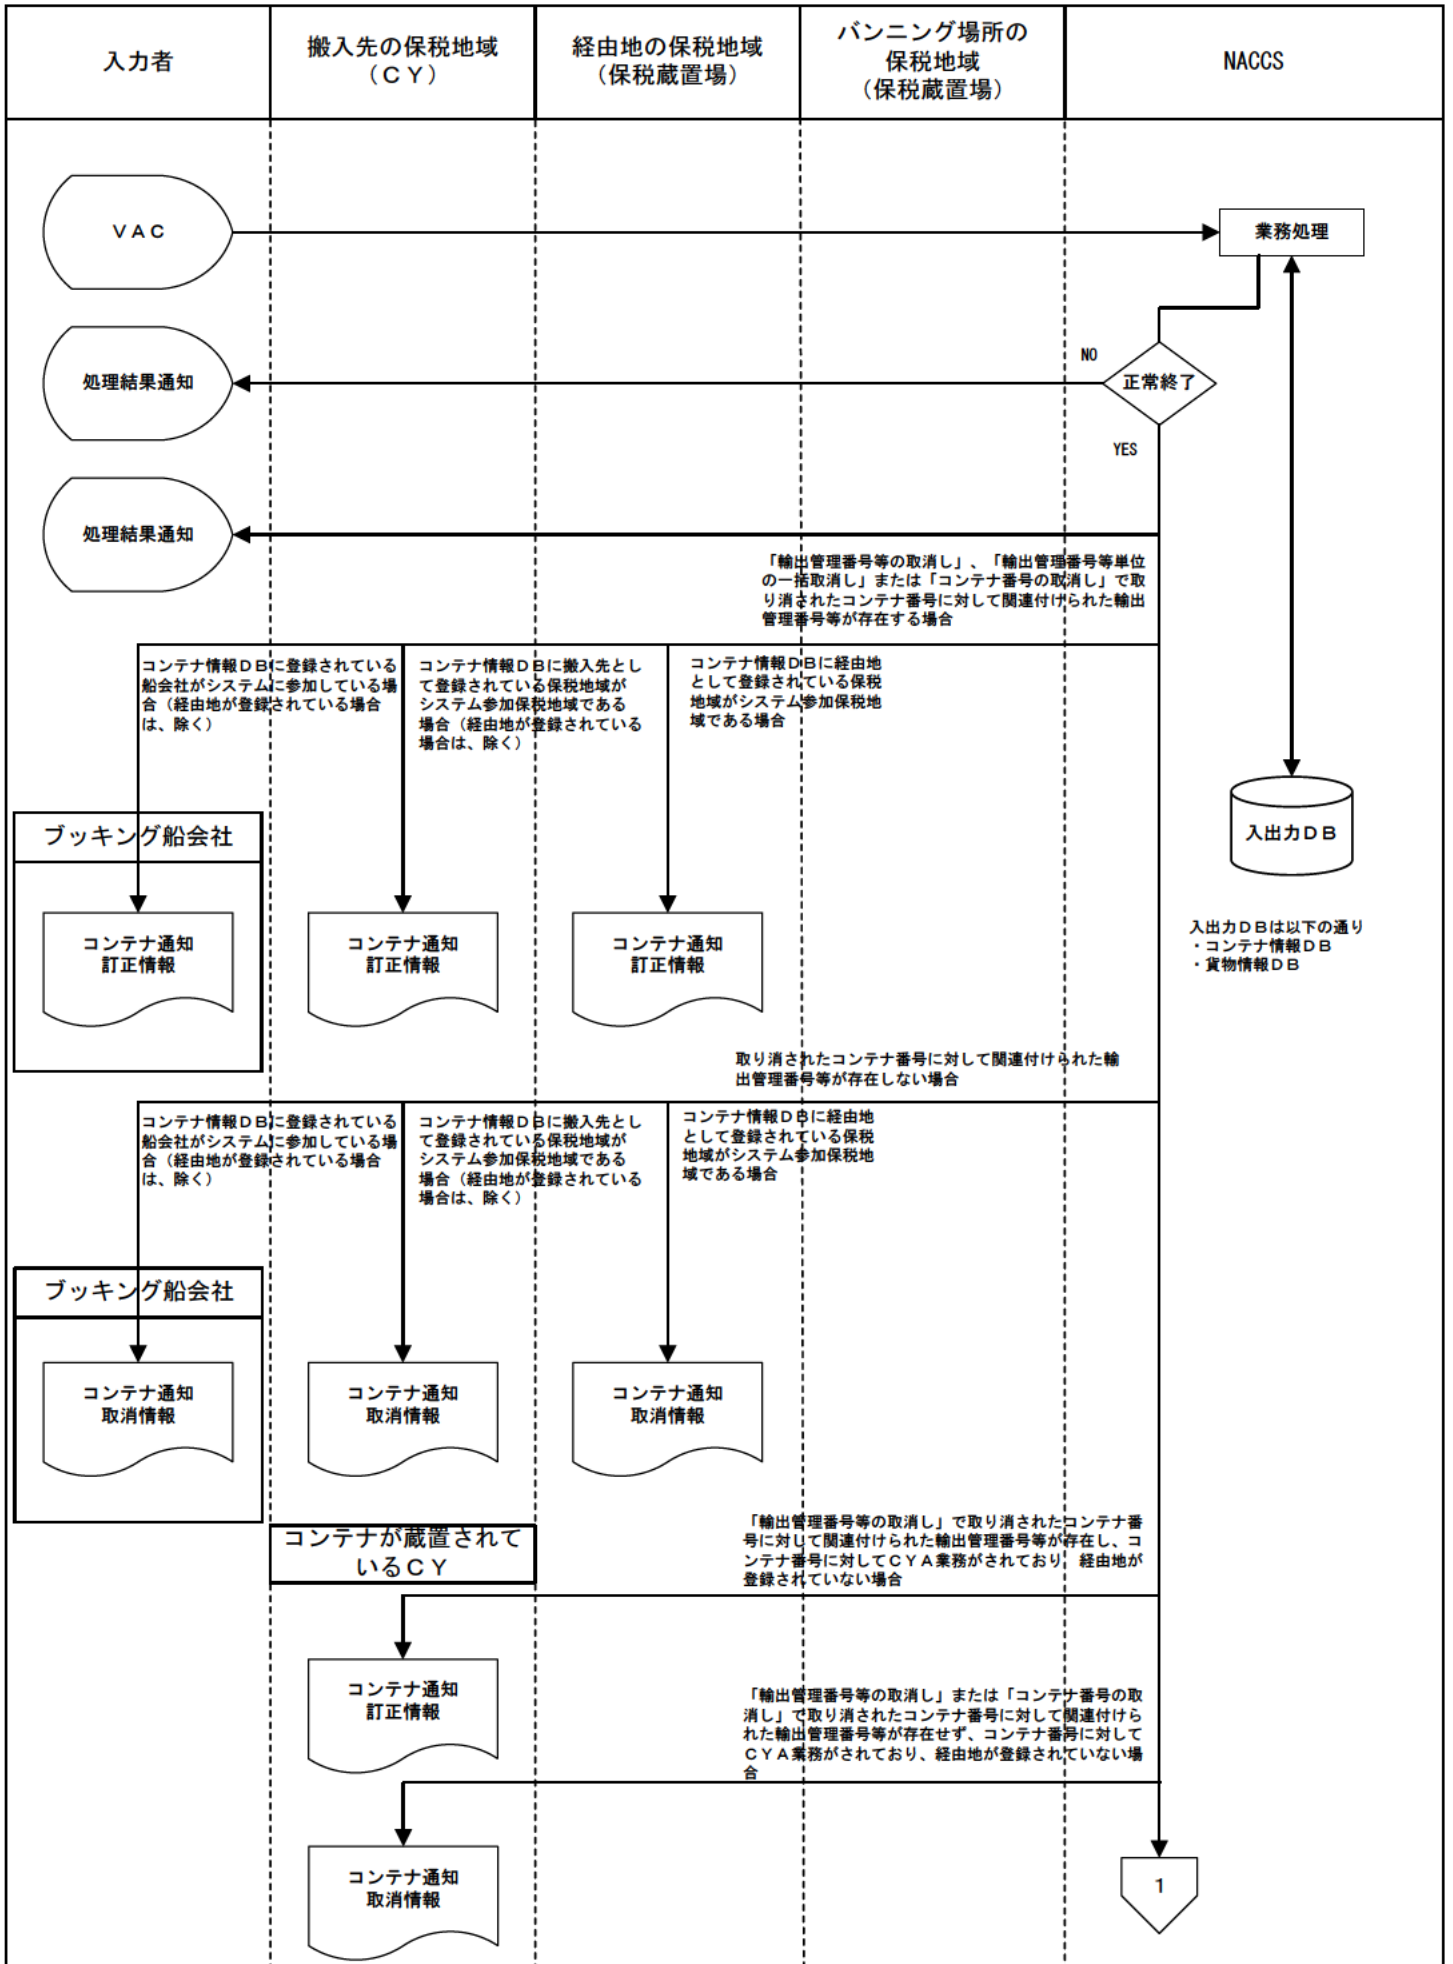 入力者
搬入先の保税地域
（ＣＹ）
経由地の保税地域
（保税蔵置場）
バンニング場所の
保税地域
（保税蔵置場）
NACCS
ＶＡＣ
業務処理
NO
正常終了
処理結果通知
YES
処理結果通知
「輸出管理番号等の取消し」、「輸出管理番号等単位
の一括取消し」または「コンテナ番号の取消し」で取
り消されたコンテナ番号に対して関連付けられた輸出
管理番号等が存在する場合
コンテナ情報ＤＢに登録されている
船会社がシステムに参加している場
合（経由地が登録されている場合
は、除く）
コンテナ情報ＤＢに搬入先とし
て登録されている保税地域が
システム参加保税地域である
場合（経由地が登録されている
場合は、除く）
コンテナ情報ＤＢに経由地
として登録されている保税
地域がシステム参加保税地
域である場合
入出力ＤＢ
ブッキング船会社
コンテナ通知
訂正情報
コンテナ通知
訂正情報
コンテナ通知
訂正情報
入出力ＤＢは以下の通り
・コンテナ情報ＤＢ
・貨物情報ＤＢ
取り消されたコンテナ番号に対して関連付けられた輸
出管理番号等が存在しない場合
コンテナ情報ＤＢに登録されている
船会社がシステムに参加している場
合（経由地が登録されている場合
は、除く）
コンテナ情報ＤＢに搬入先とし
て登録されている保税地域が
システム参加保税地域である
場合（経由地が登録されている
場合は、除く）
コンテナ情報ＤＢに経由地
として登録されている保税
地域がシステム参加保税地
域である場合
ブッキング船会社
コンテナ通知
取消情報
コンテナ通知
取消情報
コンテナ通知
取消情報
コンテナが蔵置されて
いるＣＹ
「輸出管理番号等の取消し」で取り消されたコンテナ番
号に対して関連付けられた輸出管理番号等が存在し、コ
ンテナ番号に対してＣＹＡ業務がされており　経由地が
登録されていない場合
コンテナ通知
訂正情報
「輸出管理番号等の取消し」または「コンテナ番号の取
消し」で取り消されたコンテナ番号に対して関連付けら
れた輸出管理番号等が存在せず、コンテナ番号に対して
ＣＹＡ業務がされており、経由地が登録されていない場
合
コンテナ通知
取消情報
1